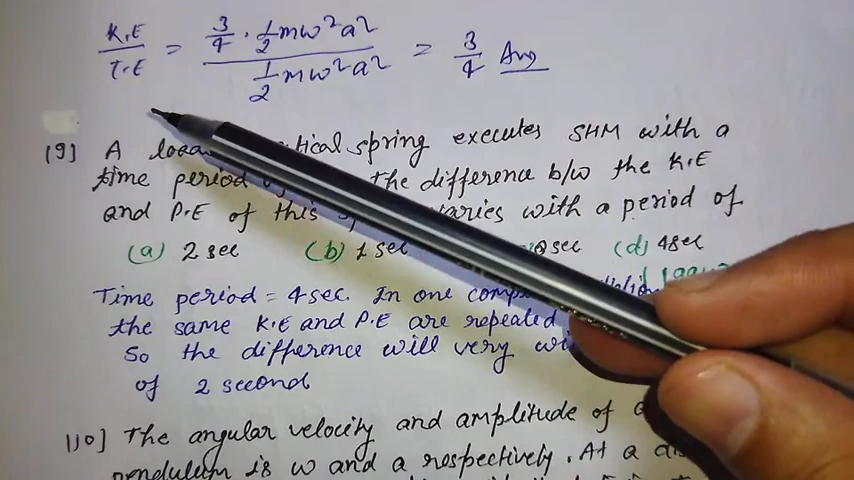 K.E / T.E = 3/4 · 1/2 mω²a² / 1/2 mω²a² = 3/4 Ans
(9) A tical spring executes SHM with a
time period The difference b/w the K.E
and P.E of this varies with a period of
(a) 2 sec (b) 1 sec sec (d) 4 sec
Time period = 4 sec. In one
the same K.E and P.E are repeated
So the difference will very
of 2 second
(10] The angular velocity and amplitude of
pendulum is ω and a respectively. At a